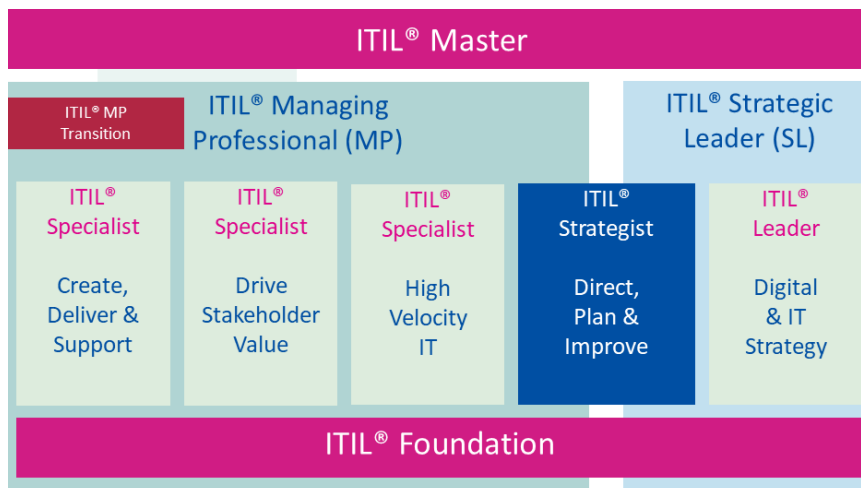 ITIL® Master
ITIL® MP
Transition
ITIL® Managing
Professional (MP)
ITIL® Strategic
Leader (SL)
ITIL®
Specialist
Create,
Deliver &
Support
ITIL®
Specialist
Drive
Stakeholder
Value
ITIL®
Specialist
High
Velocity
IT
ITIL®
Strategist
Direct,
Plan &
Improve
ITIL®
Leader
Digital
& IT
Strategy
ITIL® Foundation